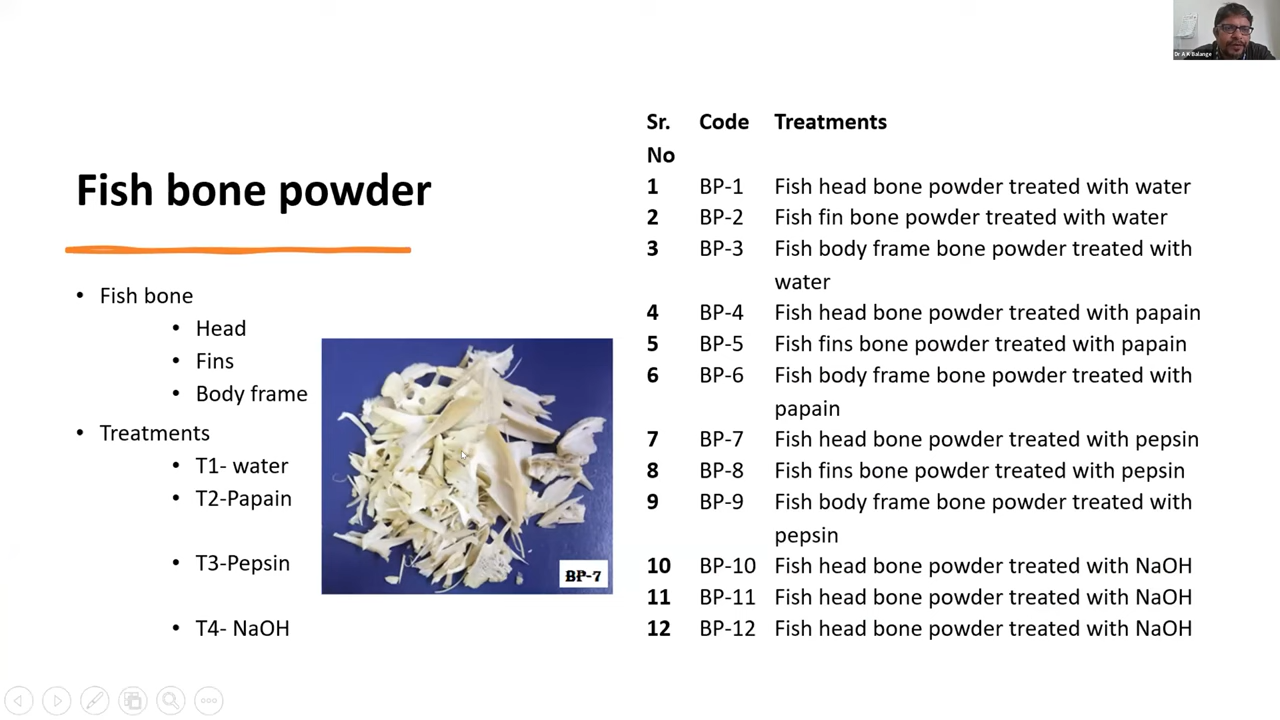 Dr A K Balange
Fish bone powder
• Fish bone
• Head
• Fins
• Body frame
• Treatments
• T1- water
• T2-Papain
• T3-Pepsin
• T4- NaOH
BP-7
Sr. Code Treatments
No
1 BP-1 Fish head bone powder treated with water
2 BP-2 Fish fin bone powder treated with water
3 BP-3 Fish body frame bone powder treated with
water
4 BP-4 Fish head bone powder treated with papain
5 BP-5 Fish fins bone powder treated with papain
6 BP-6 Fish body frame bone powder treated with
papain
7 BP-7 Fish head bone powder treated with pepsin
8 BP-8 Fish fins bone powder treated with pepsin
9 BP-9 Fish body frame bone powder treated with
pepsin
10 BP-10 Fish head bone powder treated with NaOH
11 BP-11 Fish head bone powder treated with NaOH
12 BP-12 Fish head bone powder treated with NaOH